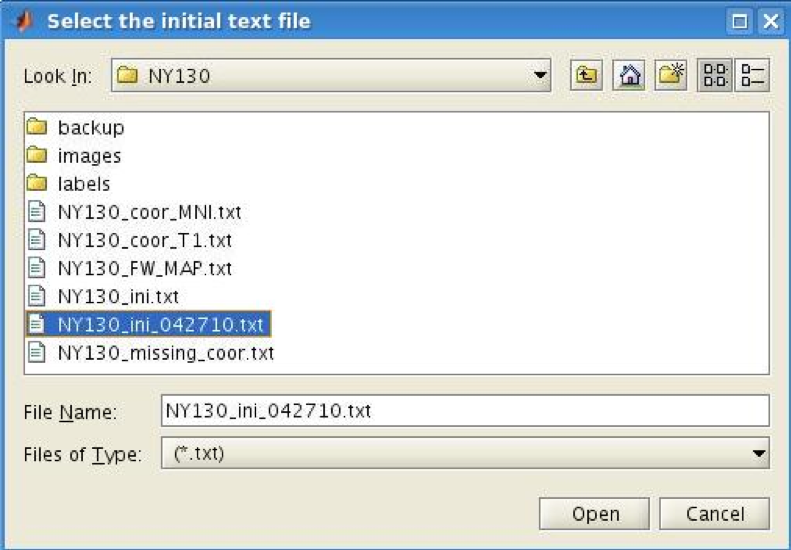 Select the initial text file
Look In: NY130
backup
images
labels
NY130_coor_MNI.txt
NY130_coor_T1.txt
NY130_FW_MAP.txt
NY130_ini.txt
NY130_ini_042710.txt
NY130_missing_coor.txt
File Name: NY130_ini_042710.txt
Files of Type: (*.txt)
Open Cancel